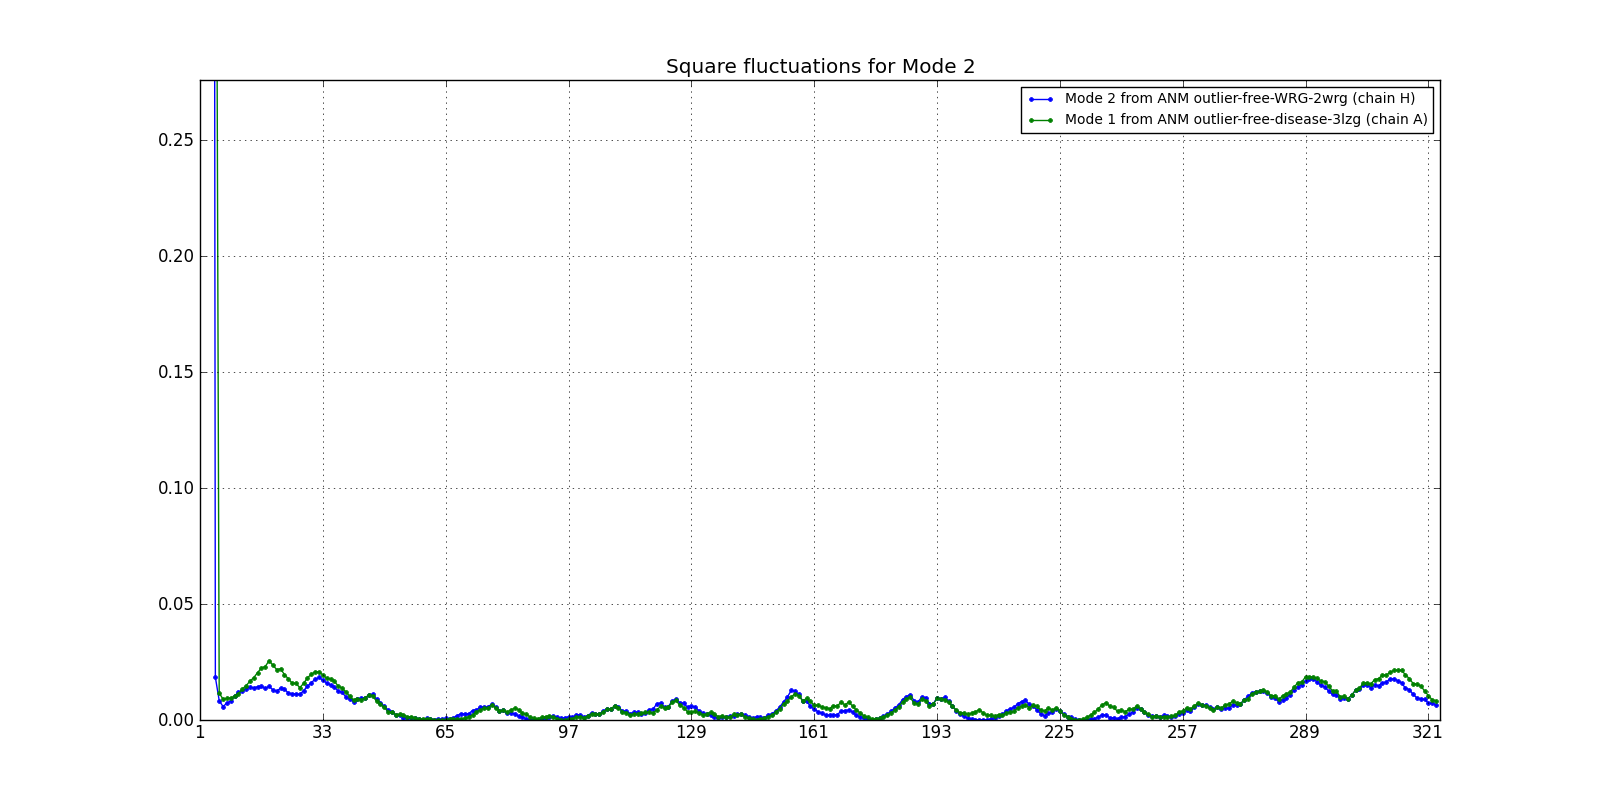 Square fluctuations for Mode 2
Mode 2 from ANM outlier-free-WRG-2wrg (chain H)
Mode 1 from ANM outlier-free-disease-3lzg (chain A)
0.25
0.20
0.15
0.10
0.05
0.00
1 33 65 97 129 161 193 225 257 289 321